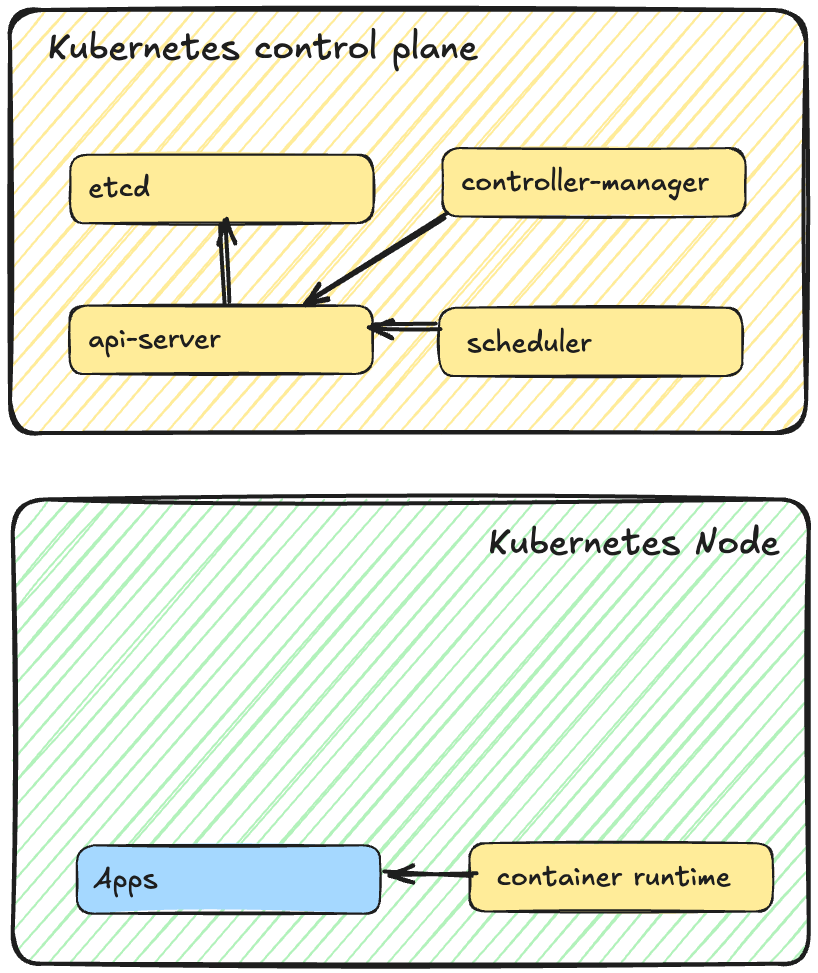 Kubernetes control plane
etcd
controller-manager
api-server
scheduler
Kubernetes Node
Apps
container runtime